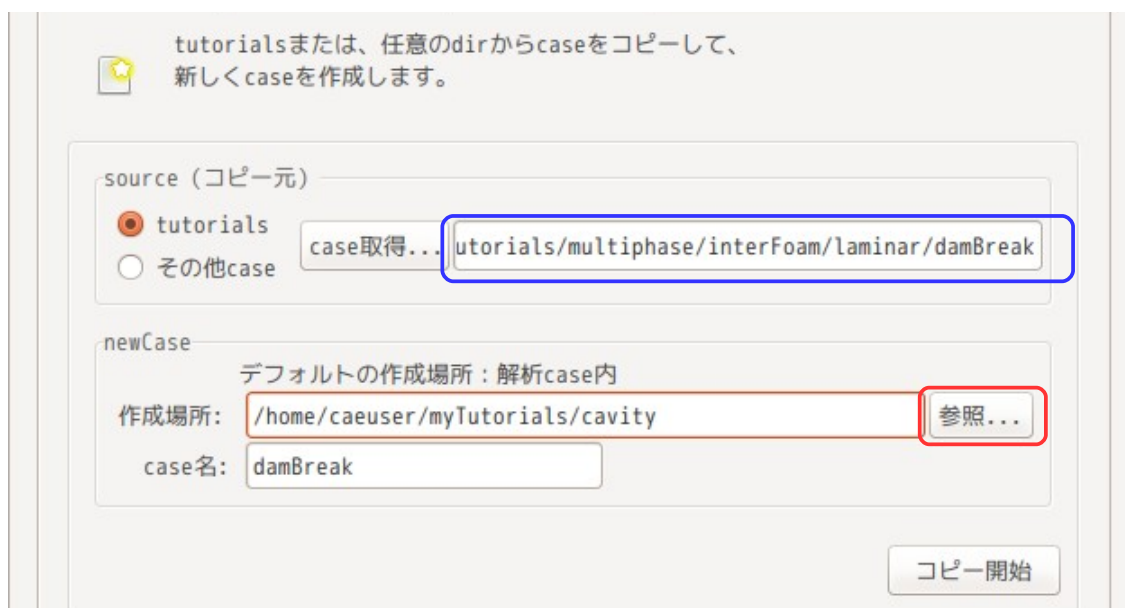 tutorialsまたは、任意のdirからcaseをコピーして、
新しくcaseを作成します。
source (コピー元)
tutorials
その他case
case取得...
utorials/multiphase/interFoam/laminar/damBreak
newCase
デフォルトの作成場所：解析case内
作成場所: /home/caeuser/myTutorials/cavity 参照...
case名: damBreak
コピー開始